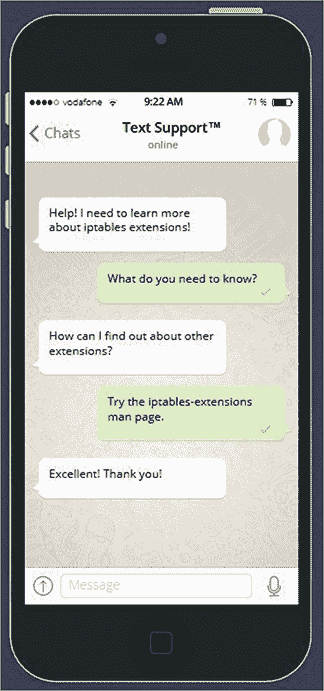 vodafone 9:22 AM 71 %
Chats Text Support™
online
Help! I need to learn more
about iptables extensions!
What do you need to know?
How can I find out about other
extensions?
Try the iptables-extensions
man page.
Excellent! Thank you!
Message